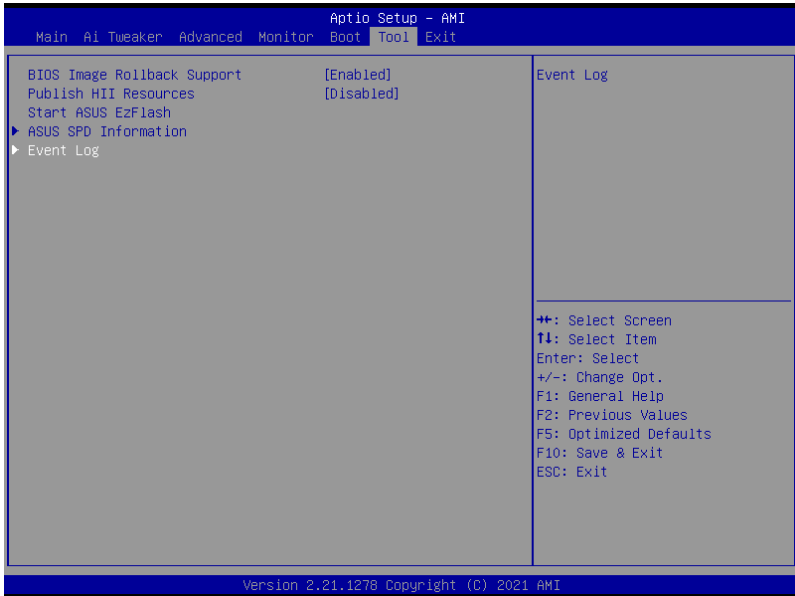 Aptio Setup - AMI
Main Ai Tweaker Advanced Monitor Boot Tool Exit
BIOS Image Rollback Support [Enabled]
Publish HII Resources [Disabled]
Start ASUS EzFlash
ASUS SPD Information
Event Log
Event Log
→←: Select Screen
↑↓: Select Item
Enter: Select
+/-: Change Opt.
F1: General Help
F2: Previous Values
F5: Optimized Defaults
F10: Save & Exit
ESC: Exit
Version 2.21.1278 Copyright (C) 2021 AMI